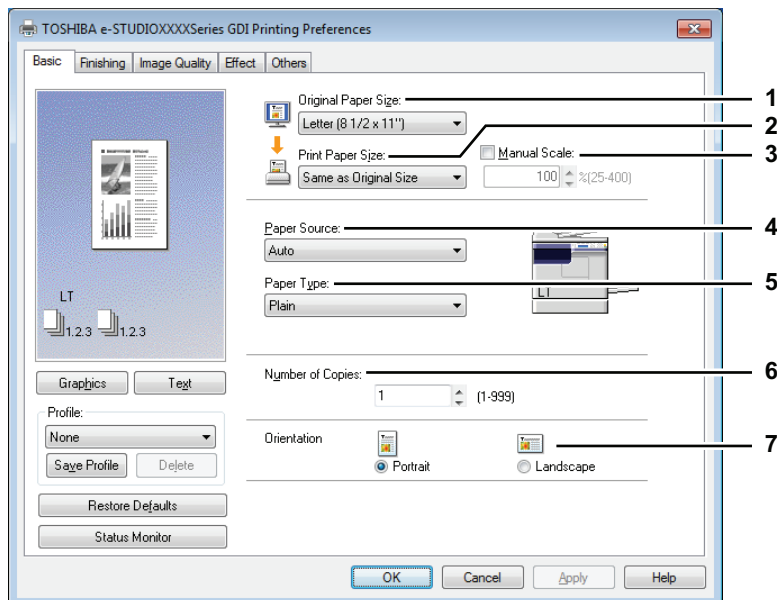 TOSHIBA e-STUDIOXXXXSeries GDI Printing Preferences
Basic Finishing Image Quality Effect Others
Original Paper Size: 1
Letter (8 1/2 x 11") 2
Print Paper Size: Manual Scale: 3
Same as Original Size 100 %(25-400)
Paper Source: 4
Auto
Paper Type: 5
Plain
LT
LT
1.2.3 1.2.3
Number of Copies: 6
1 (1-999)
Graphics Text
Profile:
None
Save Profile Delete
Orientation 7
Portrait Landscape
Restore Defaults
Status Monitor
OK Cancel Apply Help